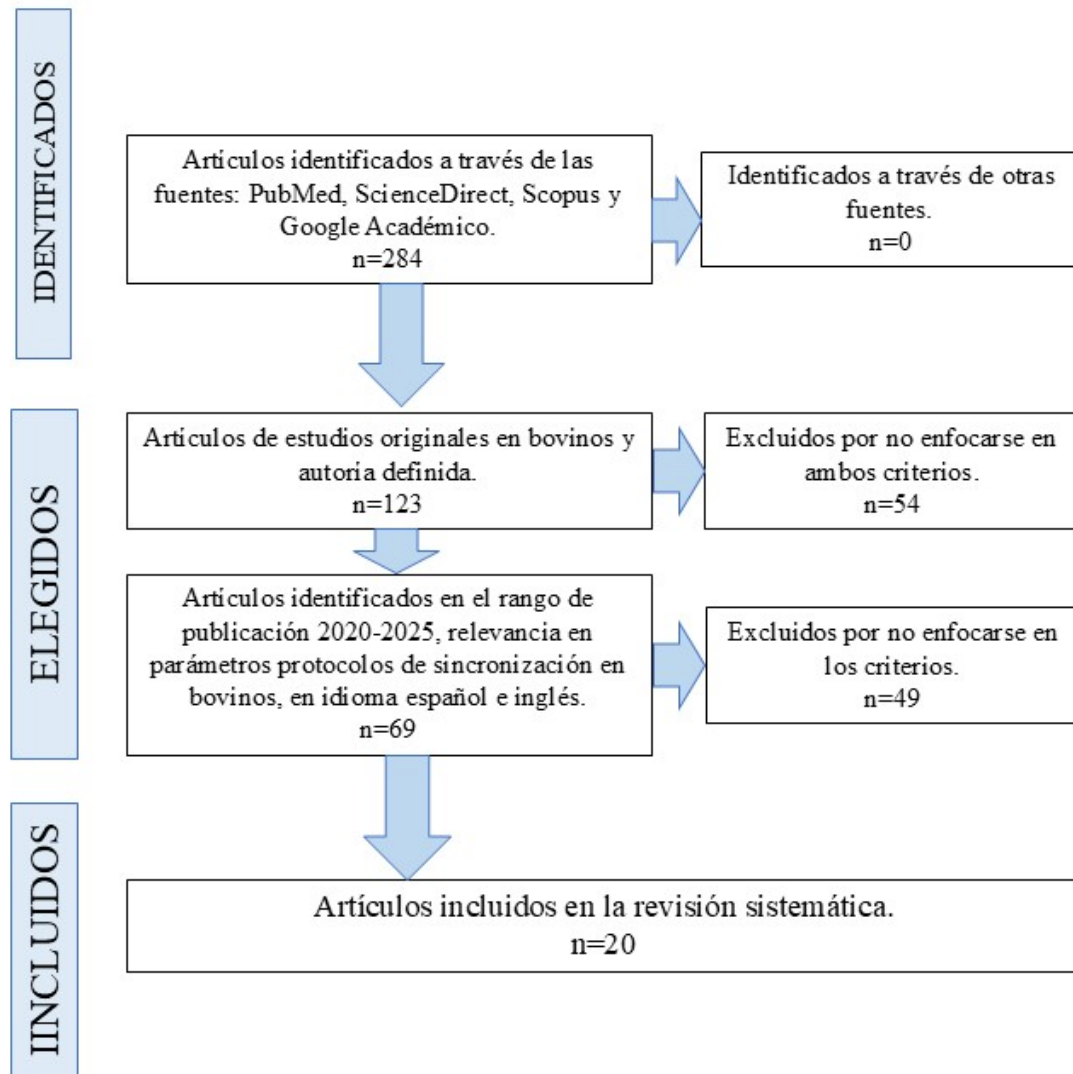 IDENTIFICADOS
Artículos identificados a través de las
fuentes: PubMed, ScienceDirect, Scopus y
Google Académico.
n=284
Identificados a través de otras
fuentes.
n=0
ELEGIDOS
Artículos de estudios originales en bovinos y
autoría definida.
n=123
Excluidos por no enfocarse en
ambos criterios.
n=54
Artículos identificados en el rango de
publicación 2020-2025, relevancia en
parámetros protocolos de sincronización en
bovinos, en idioma español e inglés.
n=69
Excluidos por no enfocarse en
los criterios.
n=49
IINCLUIDOS
Artículos incluidos en la revisión sistemática.
n=20